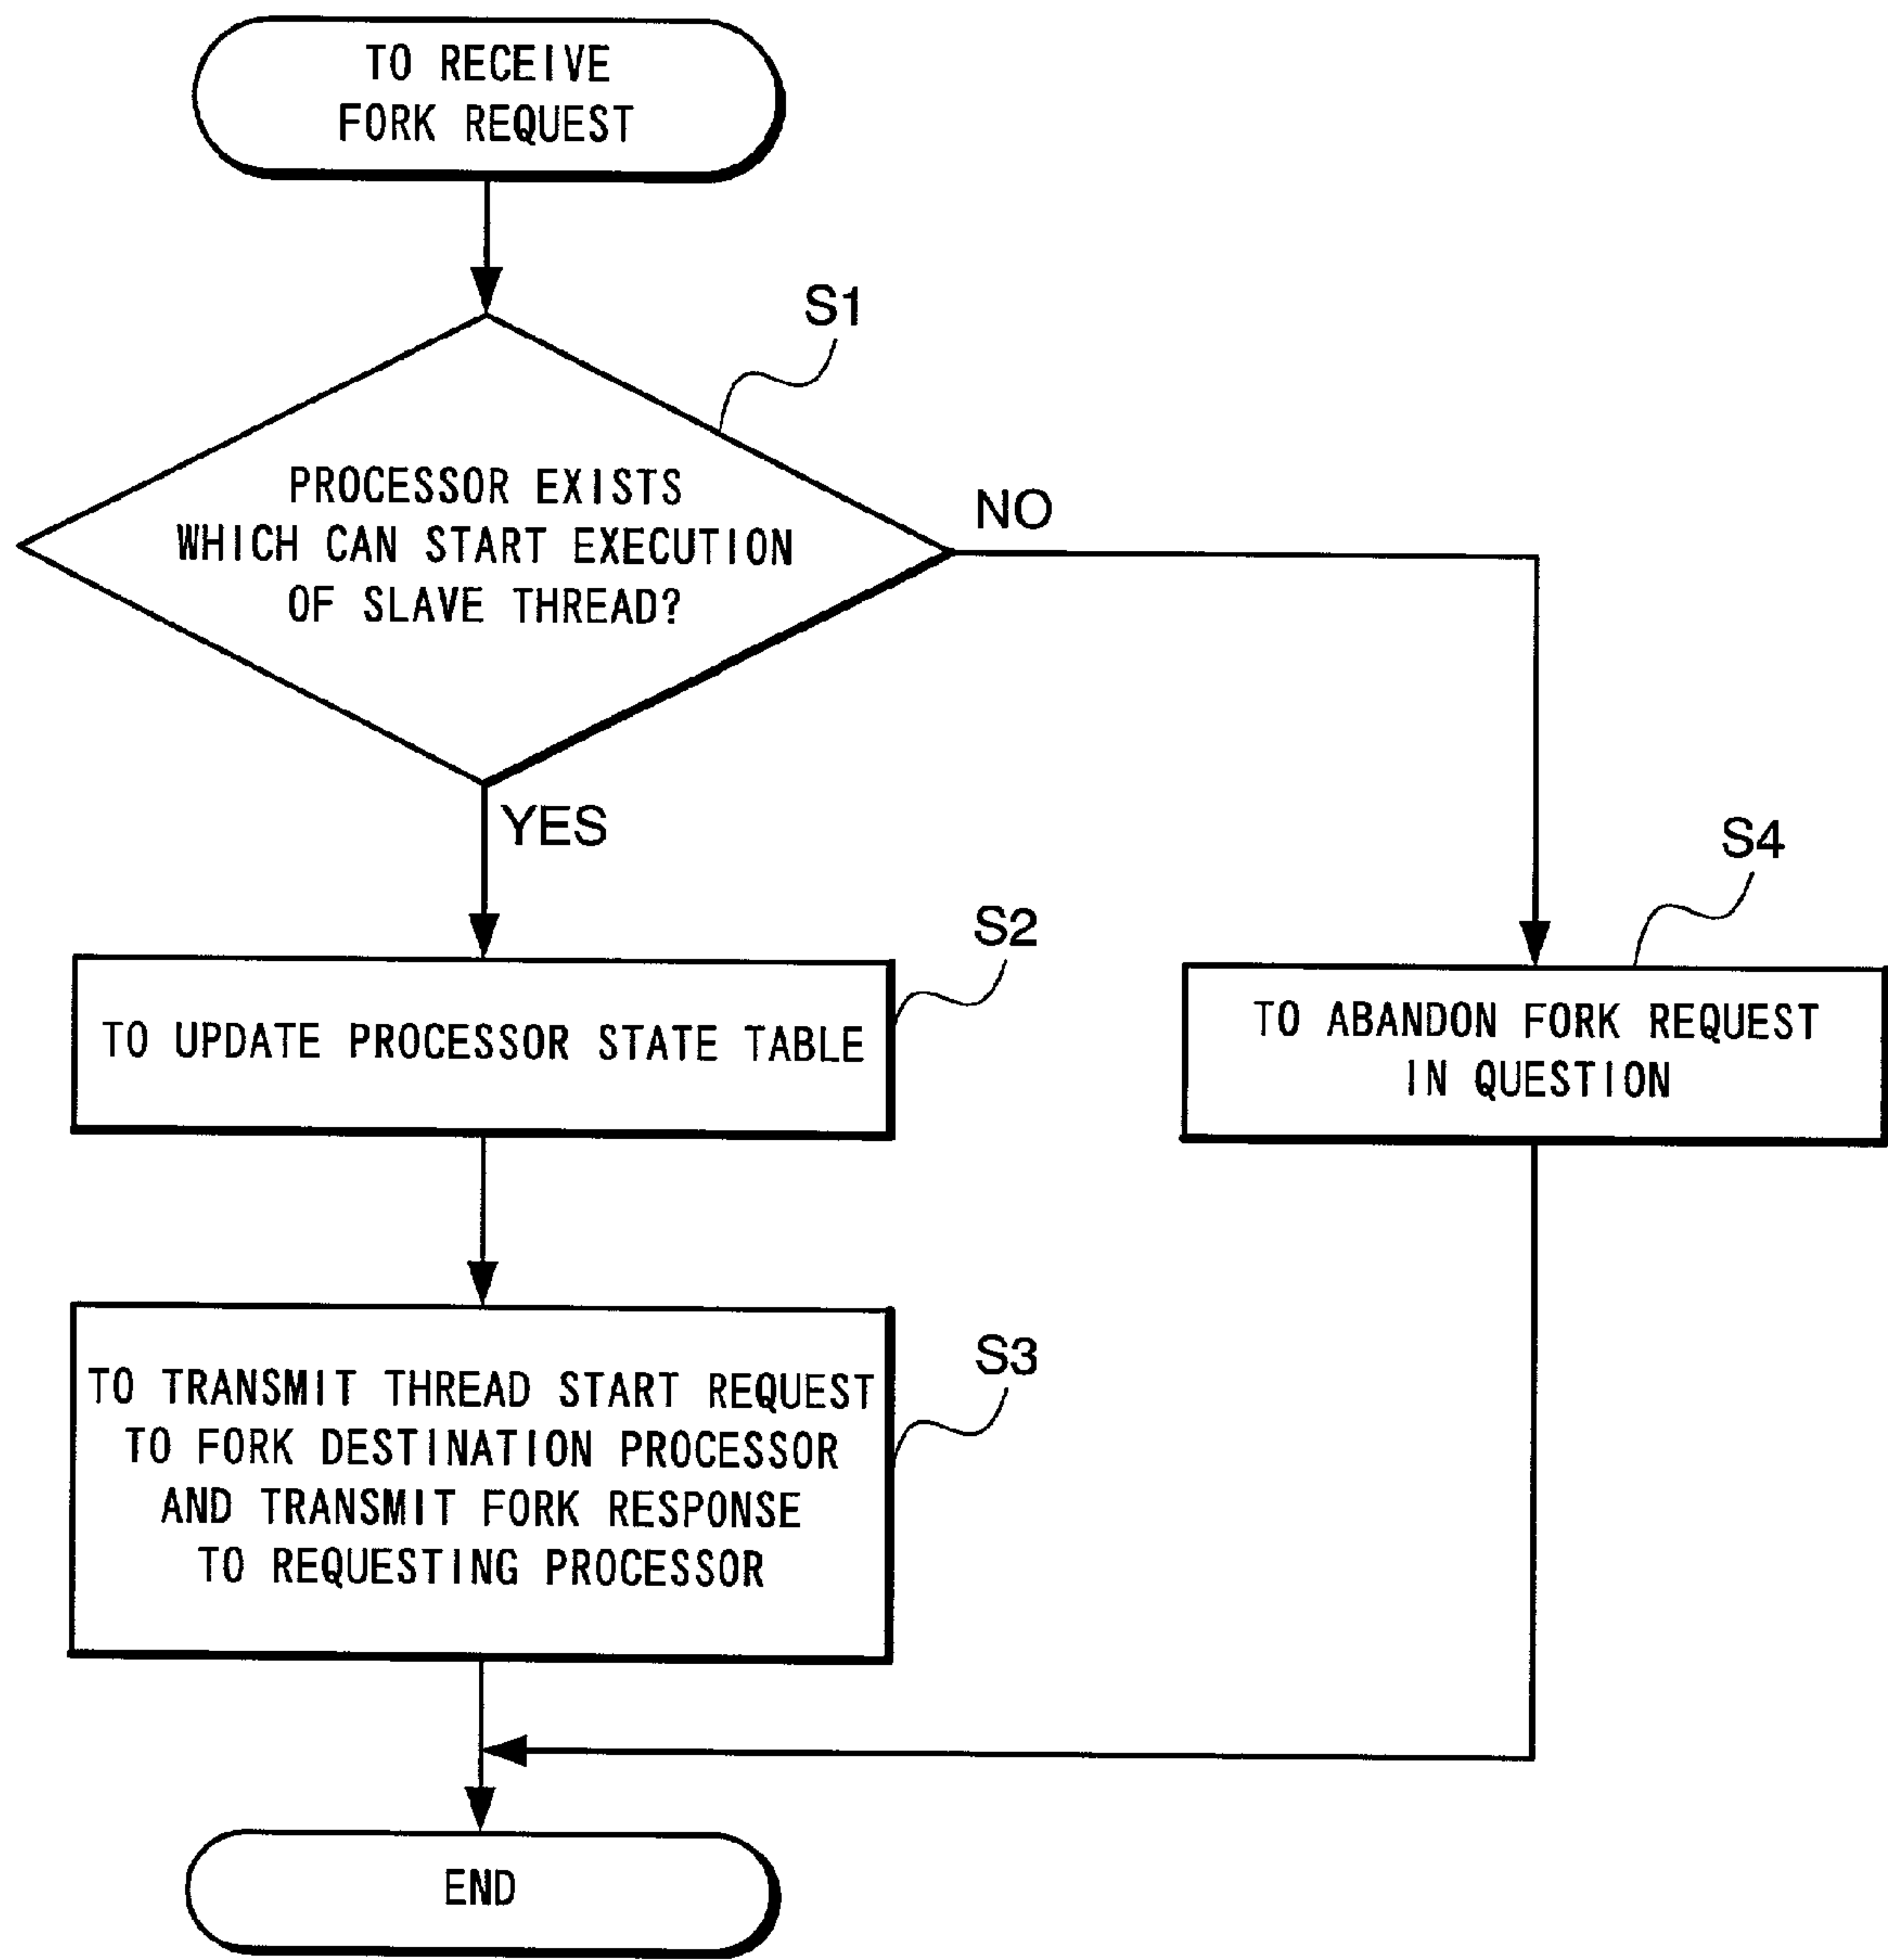 TO RECEIVE
FORK REQUEST
S1
PROCESSOR EXISTS
WHICH CAN START EXECUTION
OF SLAVE THREAD?
NO
YES
S2
TO UPDATE PROCESSOR STATE TABLE
S4
TO ABANDON FORK REQUEST
IN QUESTION
S3
TO TRANSMIT THREAD START REQUEST
TO FORK DESTINATION PROCESSOR
AND TRANSMIT FORK RESPONSE
TO REQUESTING PROCESSOR
END